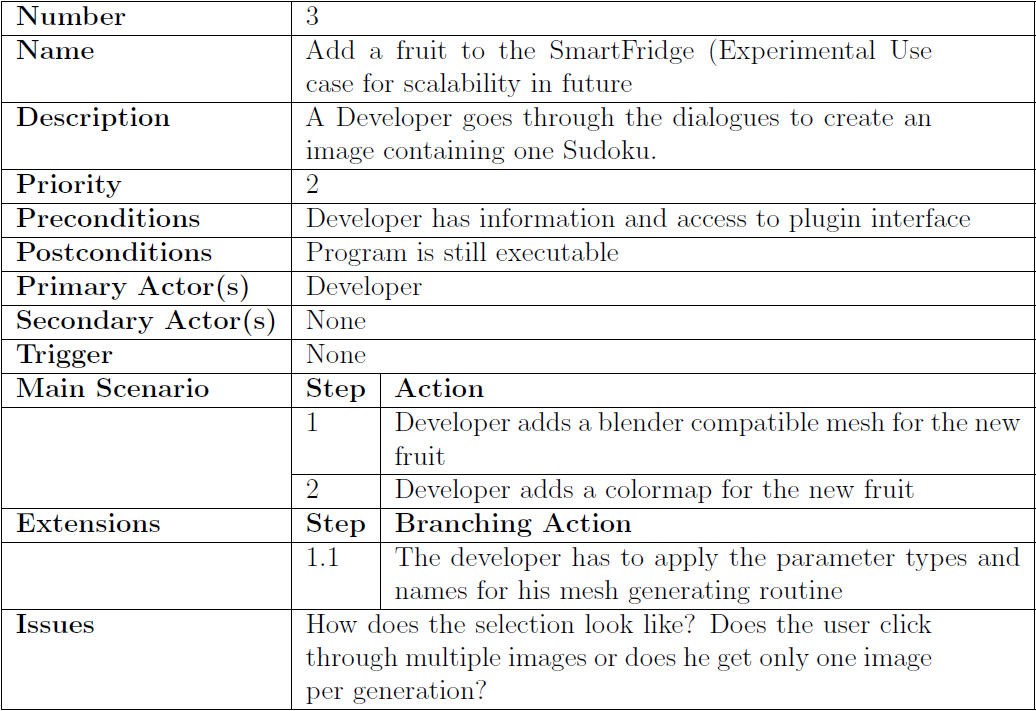 Number 3
Name Add a fruit to the SmartFridge (Experimental Use
case for scalability in future
Description A Developer goes through the dialogues to create an
image containing one Sudoku.
Priority 2
Preconditions Developer has information and access to plugin interface
Postconditions Program is still executable
Primary Actor(s) Developer
Secondary Actor(s) None
Trigger None
Main Scenario Step Action
1 Developer adds a blender compatible mesh for the new
fruit
2 Developer adds a colormap for the new fruit
Extensions Step Branching Action
1.1 The developer has to apply the parameter types and
names for his mesh generating routine
Issues How does the selection look like? Does the user click
through multiple images or does he get only one image
per generation?